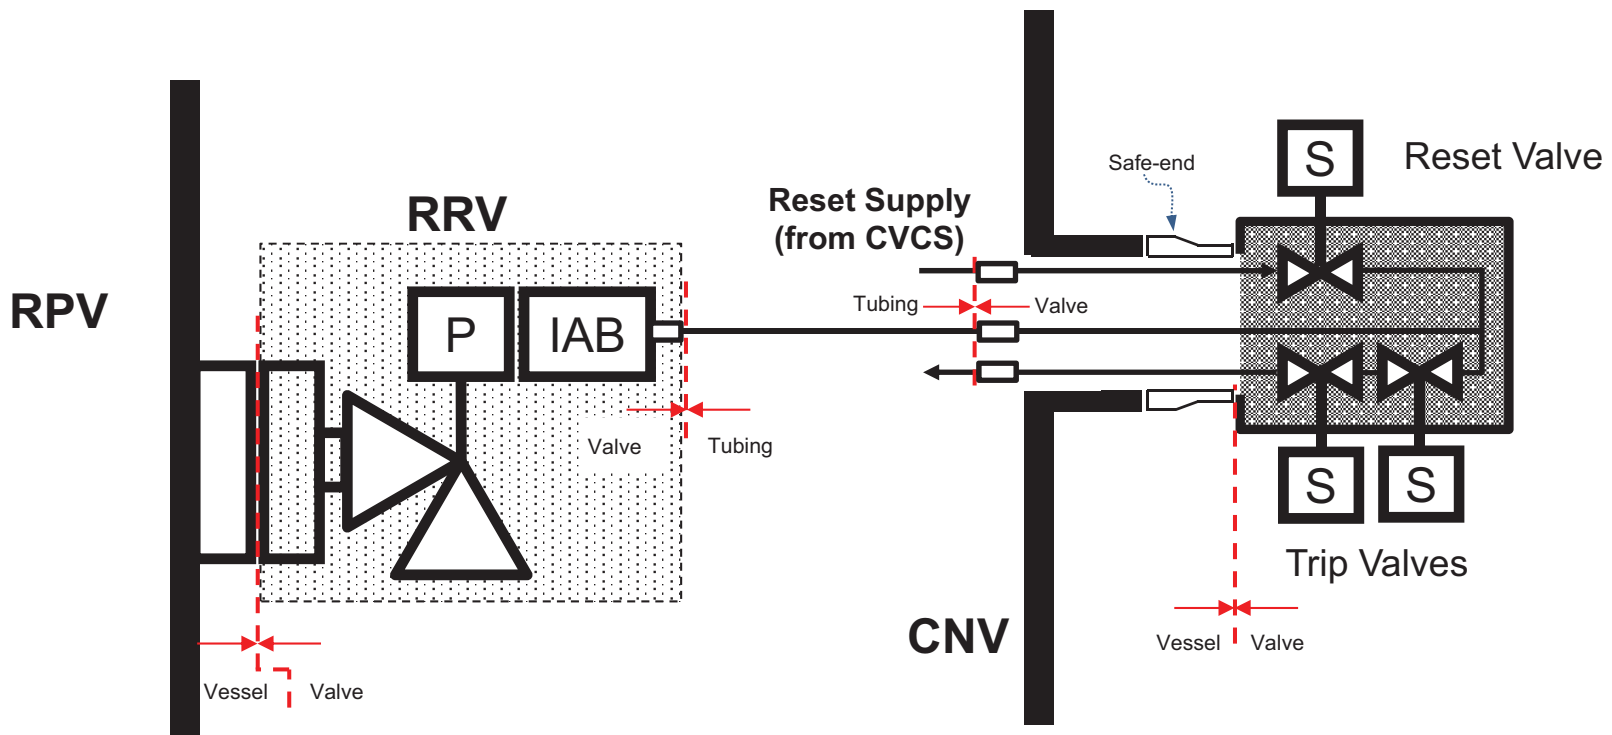 RPV
RRV
P
IAB
Valve
Tubing
Vessel
Valve
Reset Supply
(from CVCS)
Tubing
Valve
Safe-end
S
Reset Valve
S
S
Trip Valves
CNV
Vessel
Valve